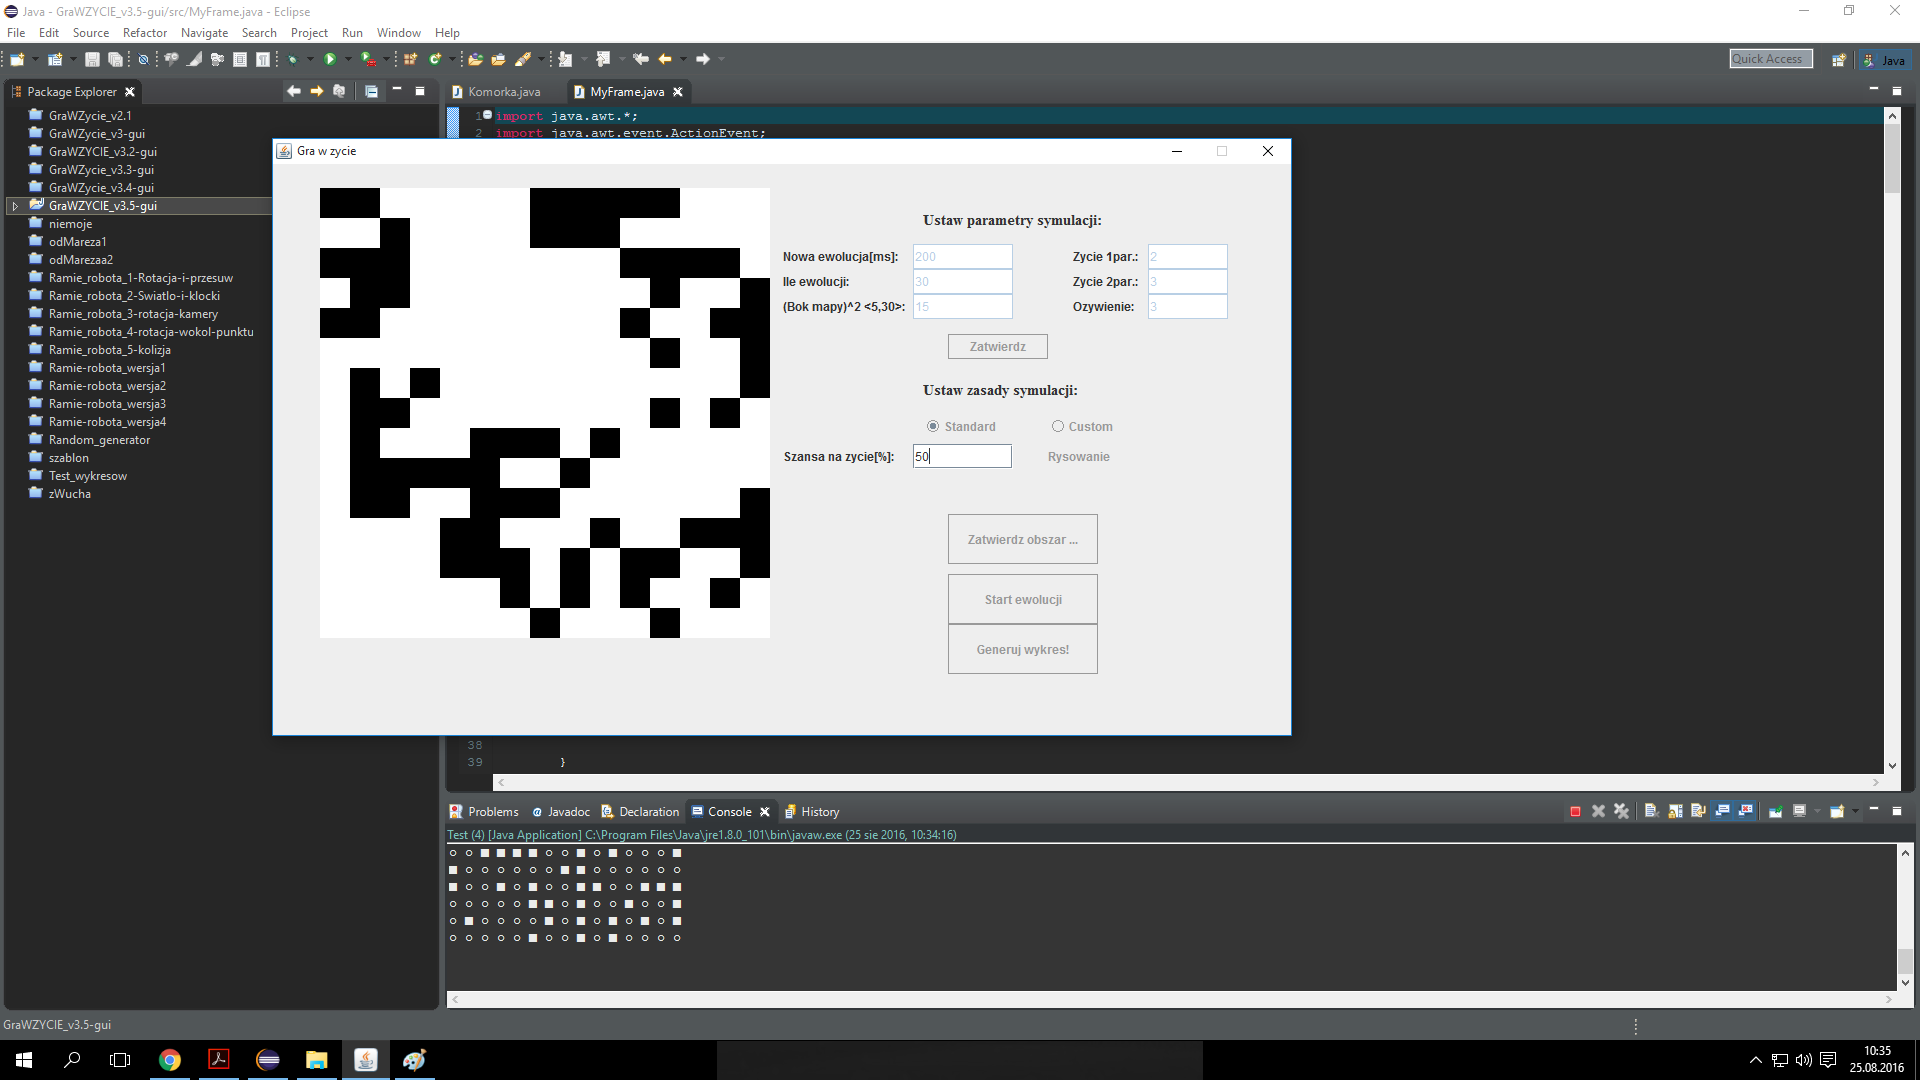 Java - GraWZYCIE_v3.5-gui/src/MyFrame.java - Eclipse
File Edit Source Refactor Navigate Search Project Run Window Help
Quick Access
Java
Package Explorer
Komorka.java
MyFrame.java
GraWZycie_v2.1
GraWZycie_v3-gui
GraWZYCIE_v3.2-gui
GraWZycie_v3.3-gui
GraWZycie_v3.4-gui
GraWZYCIE_v3.5-gui
niemoje
odMareza1
odMarezaa2
Ramie_robota_1-Rotacja-i-przesuw
Ramie_robota_2-Swiatlo-i-klocki
Ramie_robota_3-rotacja-kamery
Ramie_robota_4-rotacja-wokol-punktu
Ramie_robota_5-kolizja
Ramie-robota_wersja1
Ramie-robota_wersja2
Ramie-robota_wersja3
Ramie-robota_wersja4
Random_generator
szablon
Test_wykresow
zWucha
1 import java.awt.*;
2 import java.awt.event.ActionEvent;
Gra w zycie
Ustaw parametry symulacji:
Nowa ewolucja[ms]: 200 Zycie 1par.: 2
Ile ewolucji: 30 Zycie 2par.: 3
(Bok mapy)^2 <5,30>: 15 Ozywienie: 3
Zatwierdz
Ustaw zasady symulacji:
Standard Custom
Szansa na zycie[%]: 50 Rysowanie
Zatwierdz obszar ...
Start ewolucji
Generuj wykres!
38
39 }
Problems @ Javadoc Declaration Console History
Test (4) [Java Application] C:\Program Files\Java\jre1.8.0_101\bin\javaw.exe (25 sie 2016, 10:34:16)
GraWZYCIE_v3.5-gui
10:35
25.08.2016